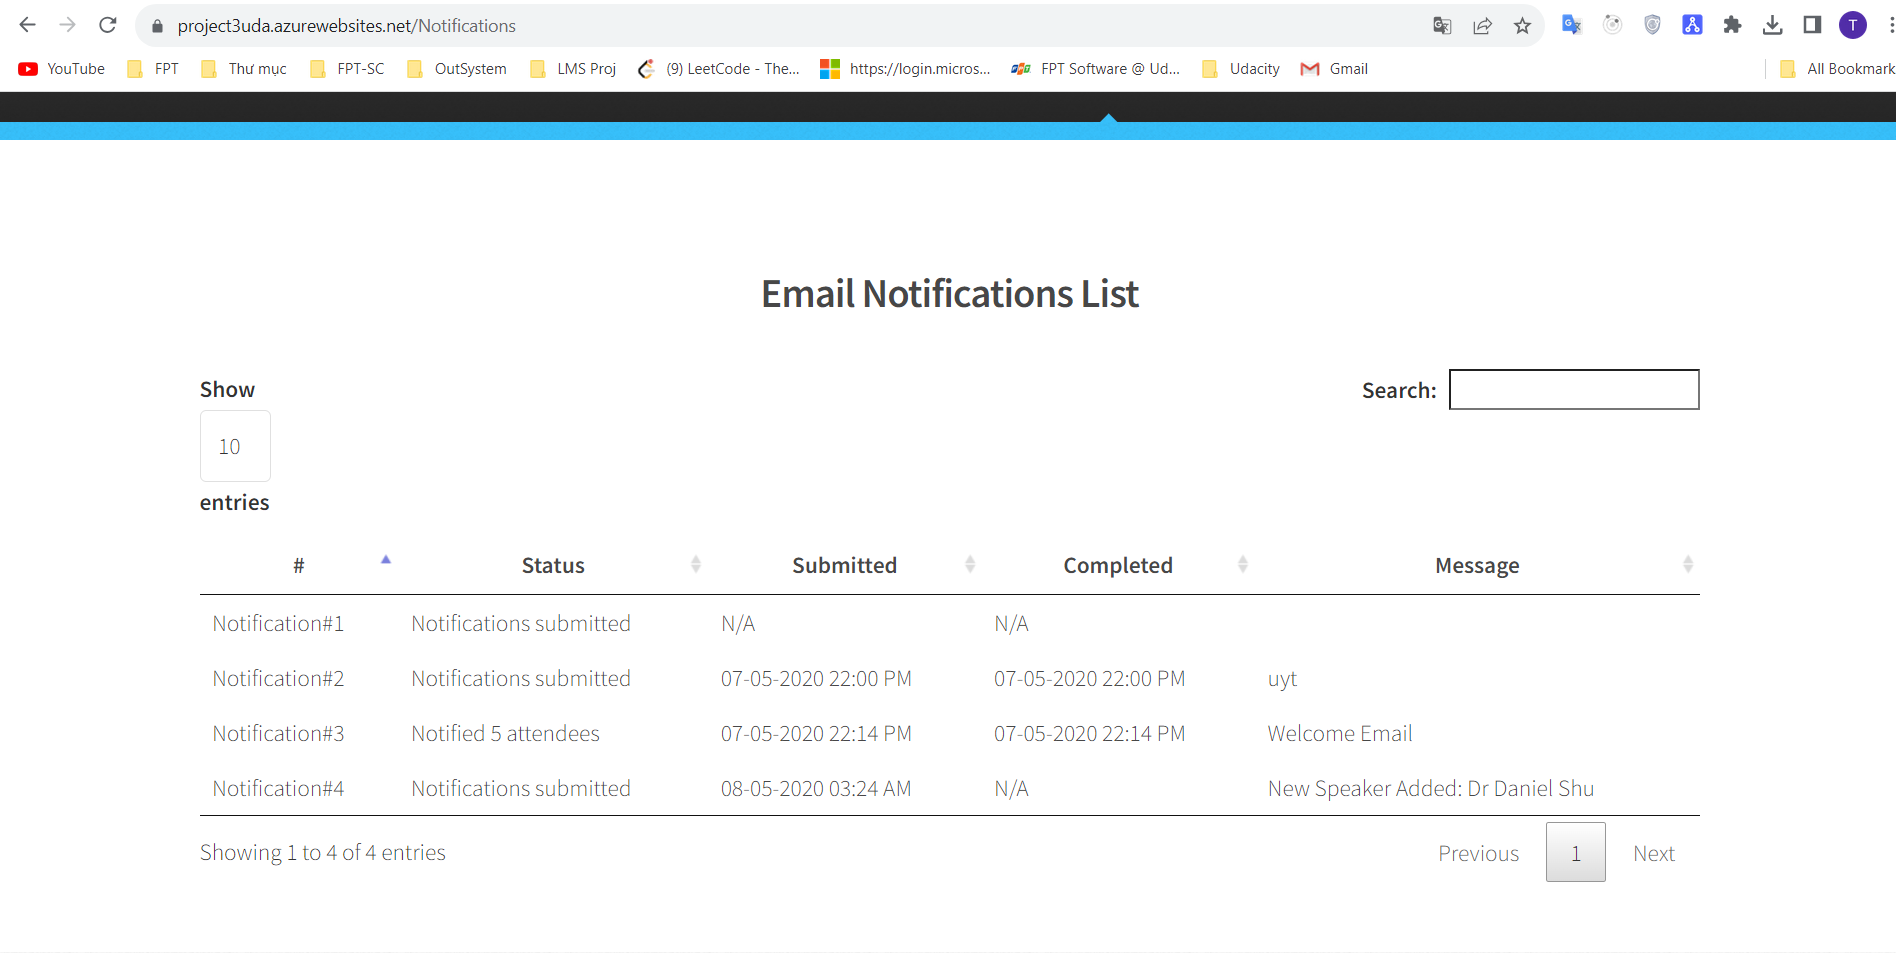 project3uda.azurewebsites.net/Notifications
T
YouTube FPT Thư mục FPT-SC OutSystem LMS Proj (9) LeetCode - The... https://login.micros... FPT Software @ Ud... Udacity Gmail All Bookmark
Email Notifications List
Show
10
entries
Search:
# Status Submitted Completed Message
Notification#1 Notifications submitted N/A N/A
Notification#2 Notifications submitted 07-05-2020 22:00 PM 07-05-2020 22:00 PM uyt
Notification#3 Notified 5 attendees 07-05-2020 22:14 PM 07-05-2020 22:14 PM Welcome Email
Notification#4 Notifications submitted 08-05-2020 03:24 AM N/A New Speaker Added: Dr Daniel Shu
Showing 1 to 4 of 4 entries
Previous 1 Next